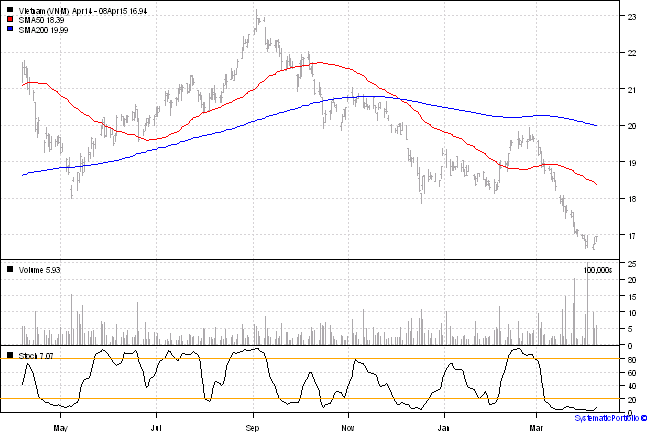 Vietnam (VNM) Apr14 - 08Apr15 16.94
SMA50 18.39
SMA200 19.99
23
22
21
20
19
18
17
Volume 5.93
100,000s
25
20
15
10
5
0
Stoch 7.07
80
60
40
20
0
May Jul Sep Nov Jan Mar
SystematicPortfolio ©